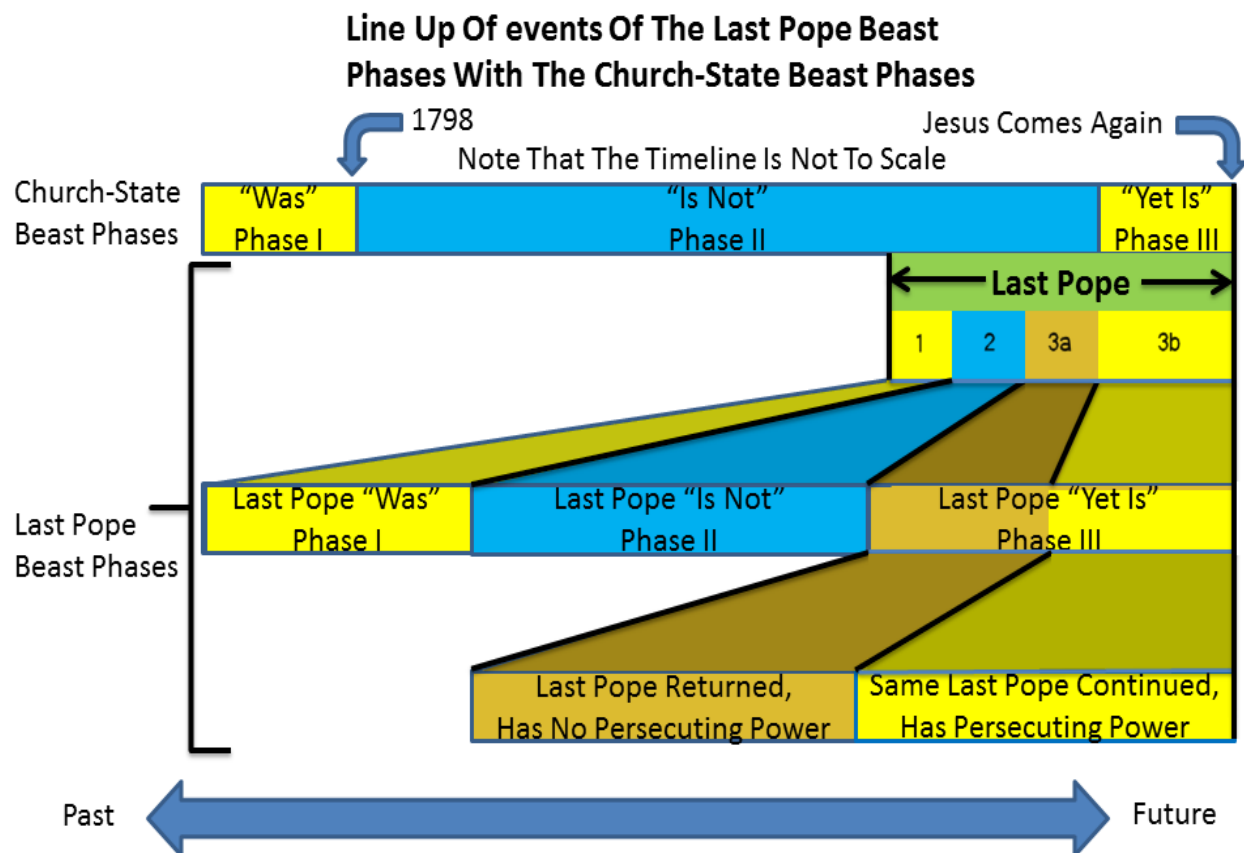 Line Up Of events Of The Last Pope Beast
Phases With The Church-State Beast Phases
1798
Jesus Comes Again
Note That The Timeline Is Not To Scale
Church-State
Beast Phases
“Was”
Phase I
“Is Not”
Phase II
“Yet Is”
Phase III
Last Pope
1
2
3a
3b
Last Pope
Beast Phases
Last Pope “Was”
Phase I
Last Pope “Is Not”
Phase II
Last Pope “Yet Is”
Phase III
Last Pope Returned,
Has No Persecuting Power
Same Last Pope Continued,
Has Persecuting Power
Past
Future